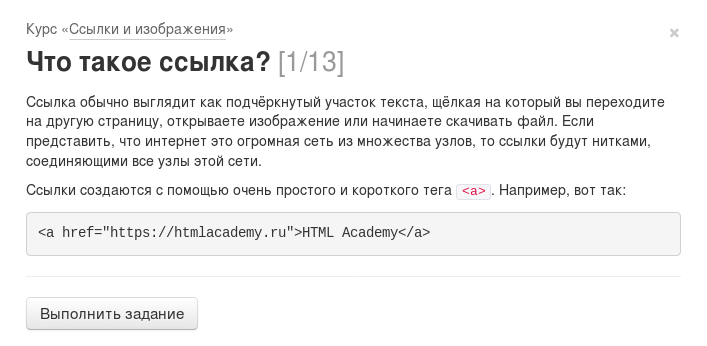 Курс «Ссылки и изображения»
×
Что такое ссылка? [1/13]
Ссылка обычно выглядит как подчёркнутый участок текста, щёлкая на который вы переходите
на другую страницу, открываете изображение или начинаете скачивать файл. Если
представить, что интернет это огромная сеть из множества узлов, то ссылки будут нитками,
соединяющими все узлы этой сети.
Ссылки создаются с помощью очень простого и короткого тега <a>. Например, вот так:
<a href="https://htmlacademy.ru">HTML Academy</a>
Выполнить задание